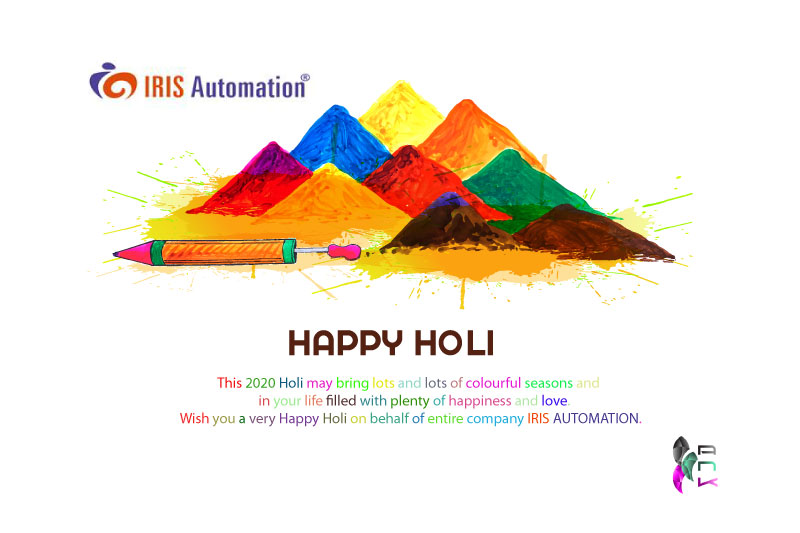 IRIS Automation®
HAPPY HOLI
This 2020 Holi may bring lots and lots of colourful seasons and
in your life filled with plenty of happiness and love.
Wish you a very Happy Holi on behalf of entire company IRIS AUTOMATION.